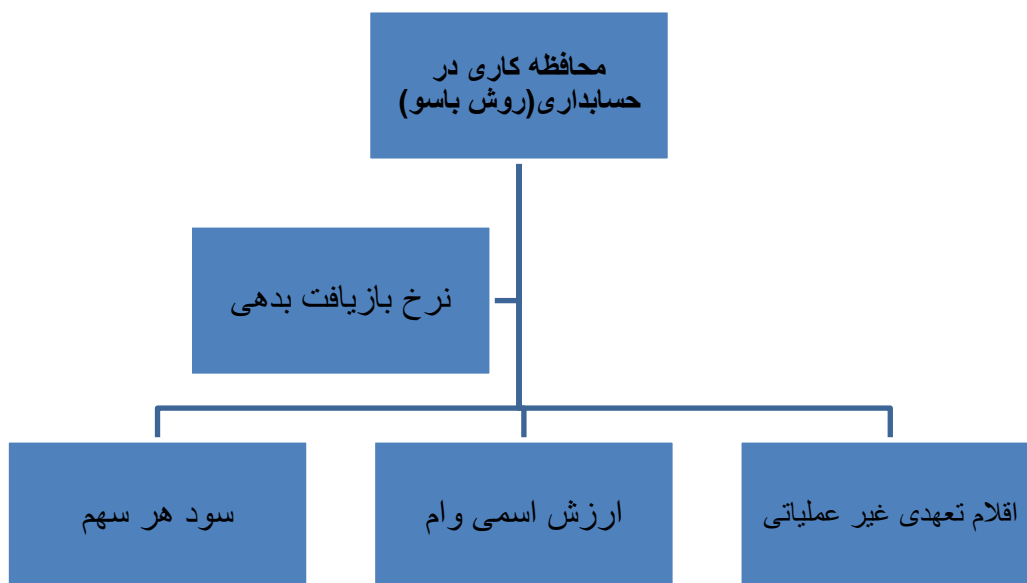 محافظه کاری در
حسابداری(روش باسو)
نرخ بازیافت بدهی
اقلام تعهدی غیر عملیاتی
ارزش اسمی وام
سود هر سهم